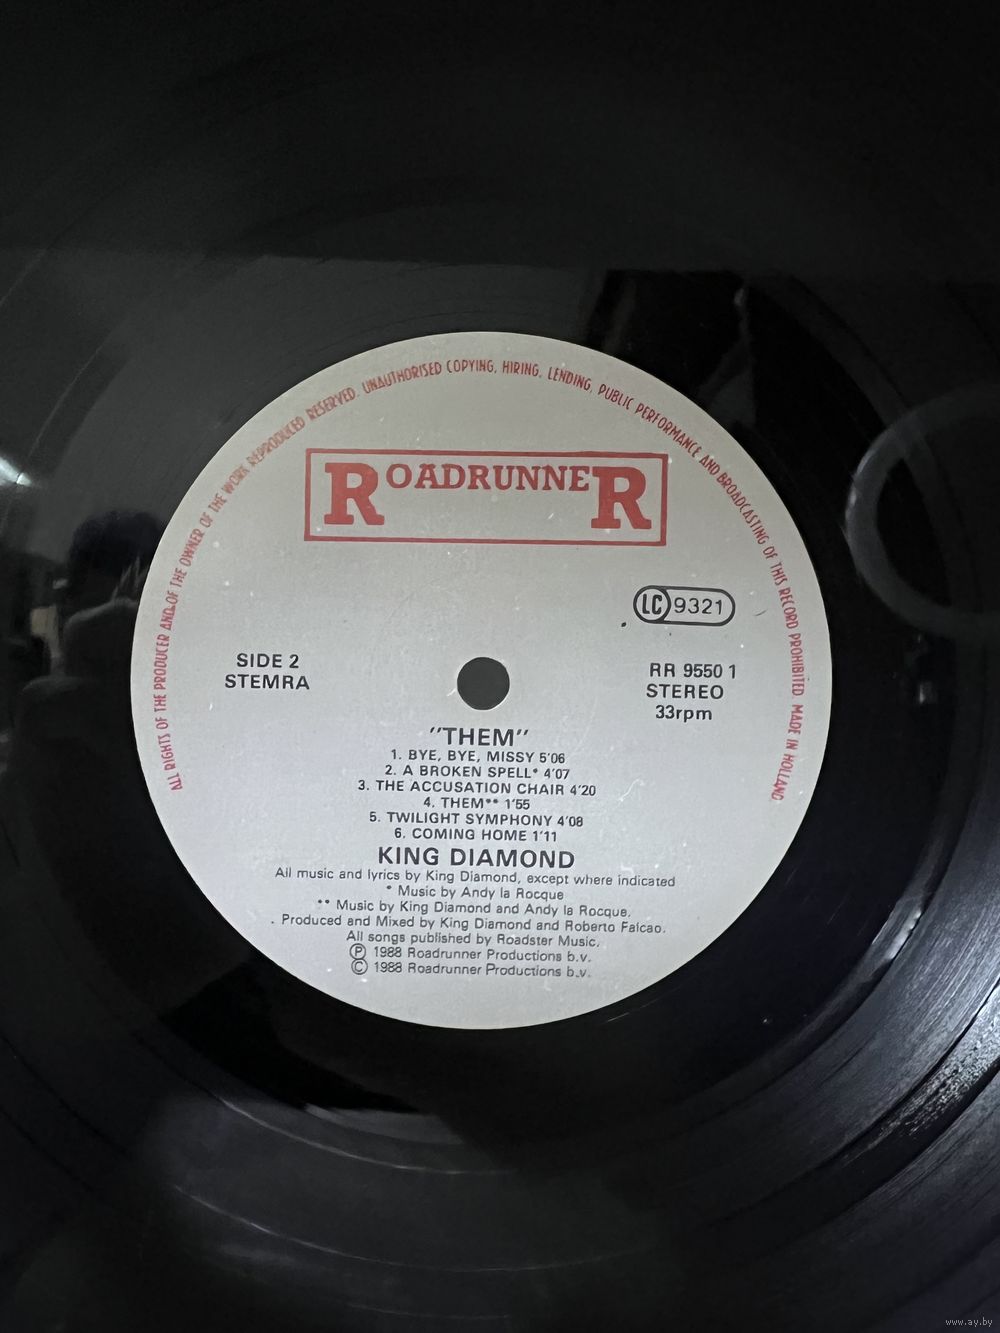 ALL RIGHTS OF THE PRODUCER AND OF THE OWNER OF THE WORK REPRODUCED RESERVED. UNAUTHORISED COPYING, HIRING, LENDING, PUBLIC PERFORMANCE AND BROADCASTING OF THIS RECORD PROHIBITED. MADE IN HOLLAND.
ROADRUNNER
LC 9321
SIDE 2
STEMRA
RR 9550 1
STEREO
33rpm
"THEM"
1. BYE, BYE, MISSY 5'06
2. A BROKEN SPELL* 4'07
3. THE ACCUSATION CHAIR 4'20
4. THEM** 1'55
5. TWILIGHT SYMPHONY 4'08
6. COMING HOME 1'11
KING DIAMOND
All music and lyrics by King Diamond, except where indicated
* Music by Andy la Rocque
** Music by King Diamond and Andy la Rocque.
Produced and Mixed by King Diamond and Roberto Falcao.
All songs published by Roadster Music.
℗ 1988 Roadrunner Productions b.v.
© 1988 Roadrunner Productions b.v.
www.ay.by